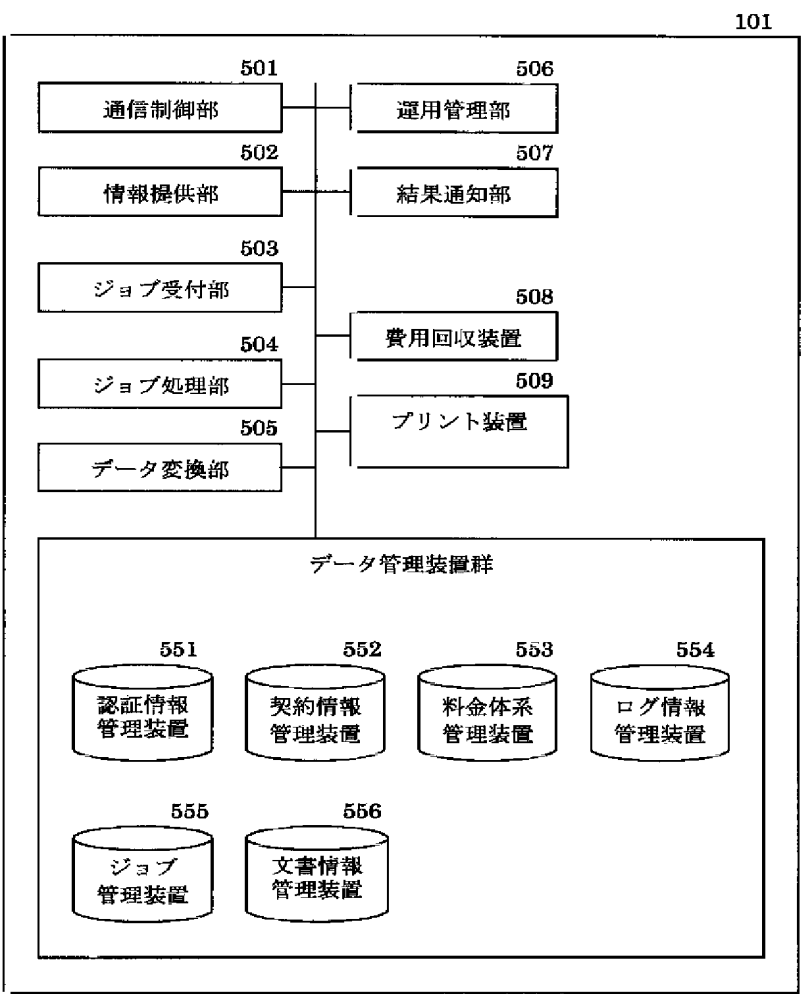 101
501
通信制御部
506
運用管理部
502
情報提供部
507
結果通知部
503
ジョブ受付部
508
費用回収装置
504
ジョブ処理部
509
プリント装置
505
データ変換部
データ管理装置群
551
認証情報
管理装置
552
契約情報
管理装置
553
料金体系
管理装置
554
ログ情報
管理装置
555
ジョブ
管理装置
556
文書情報
管理装置